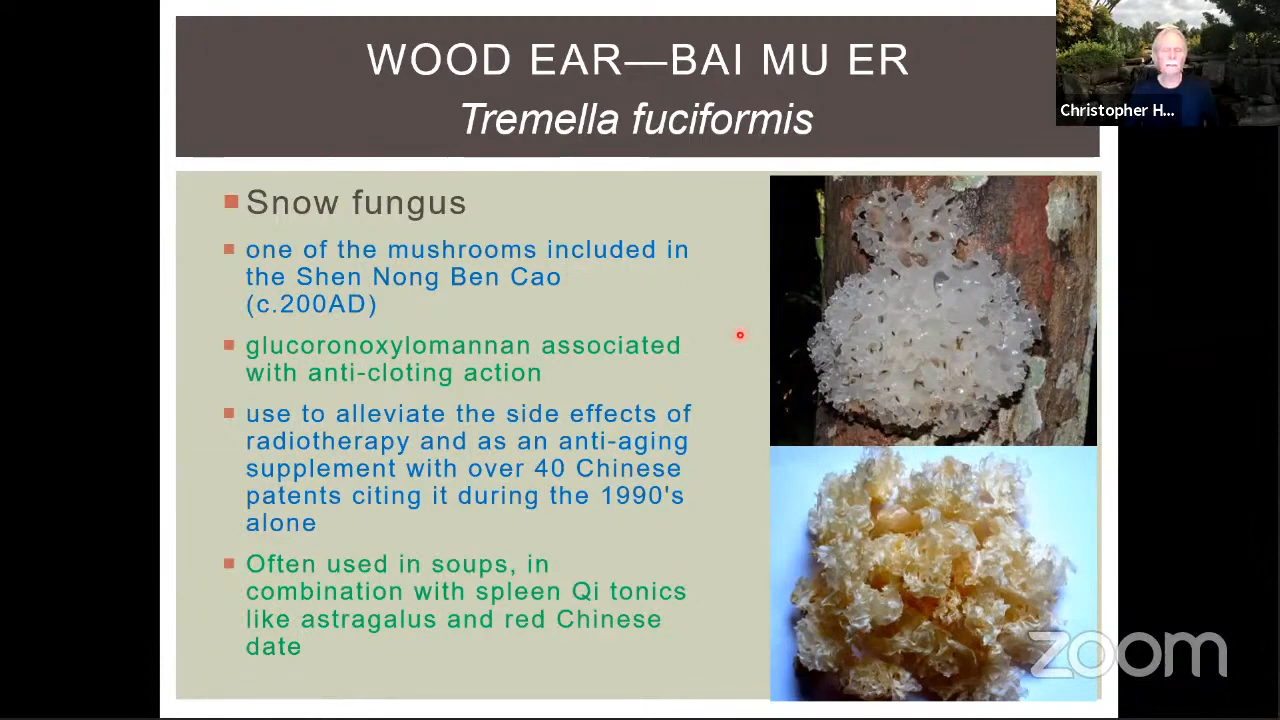 WOOD EAR—BAI MU ER
Tremella fuciformis
Christopher H...
Snow fungus
one of the mushrooms included in
the Shen Nong Ben Cao
(c.200AD)
glucoronoxylomannan associated
with anti-cloting action
use to alleviate the side effects of
radiotherapy and as an anti-aging
supplement with over 40 Chinese
patents citing it during the 1990's
alone
Often used in soups, in
combination with spleen Qi tonics
like astragalus and red Chinese
date
zoom